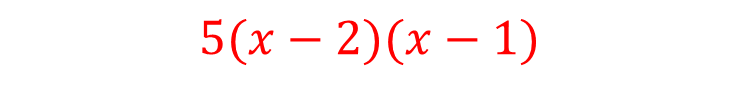 5(𝑥 − 2)(𝑥 − 1)